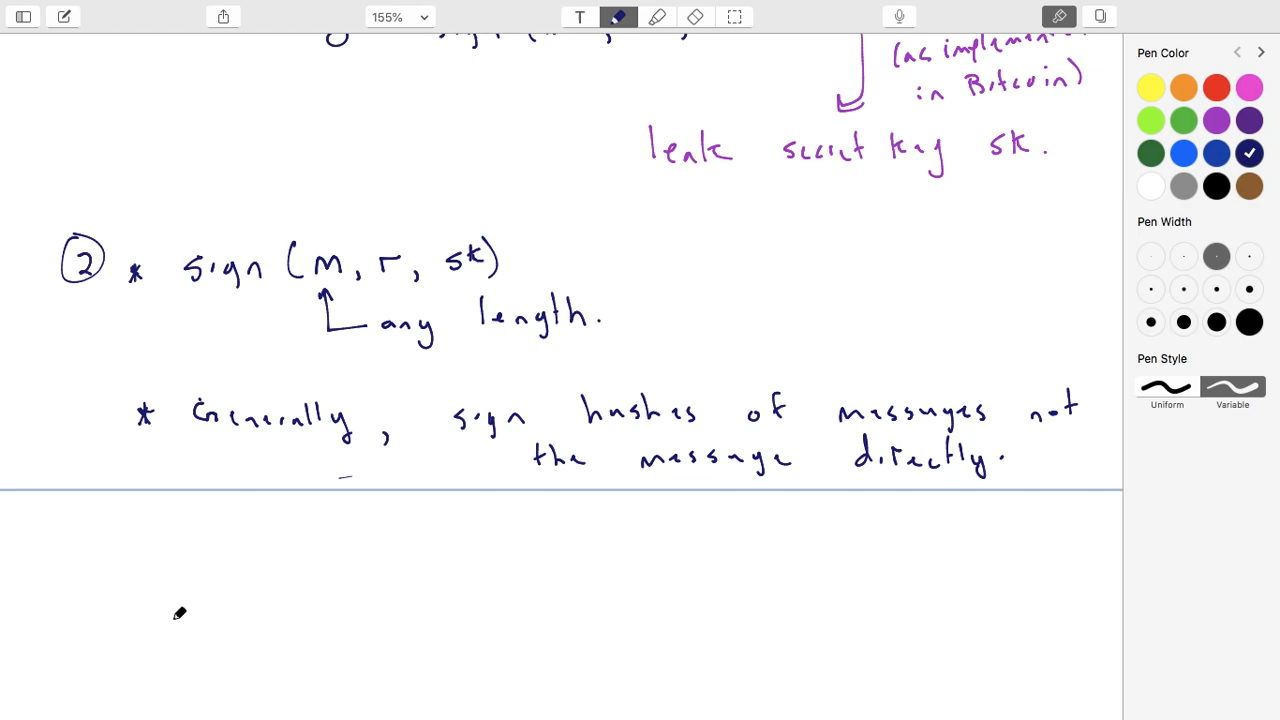 155%
T
Pen Color
(as implemen
in Bitcoin)
leak secret key sk.
② * sign (m, r, sk)
any length.
* Generally, sign hashes of messages not
the message directly.
Pen Width
Pen Style
Uniform
Variable